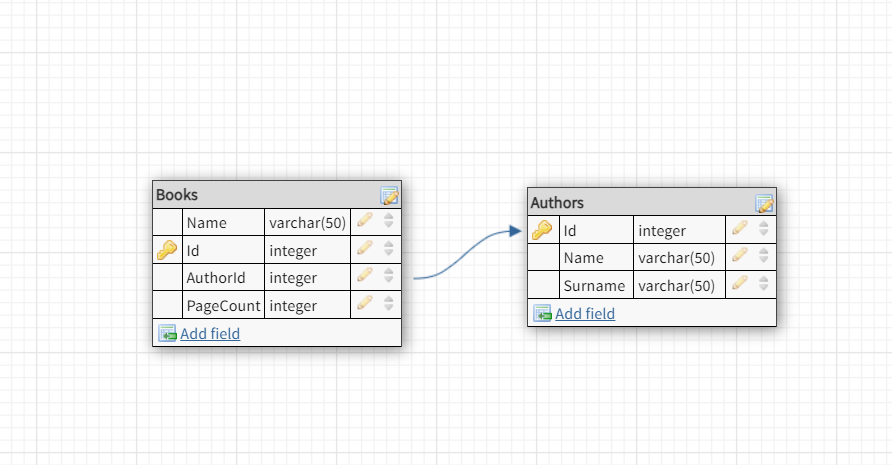 Books
Name varchar(50)
Id integer
AuthorId integer
PageCount integer
Add field
Authors
Id integer
Name varchar(50)
Surname varchar(50)
Add field